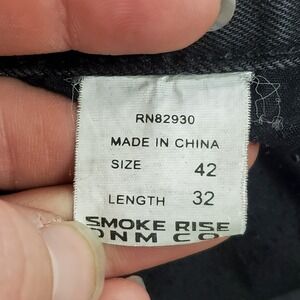 RN82930
MADE IN CHINA
SIZE 42
LENGTH 32
SMOKE RISE
DNM CO